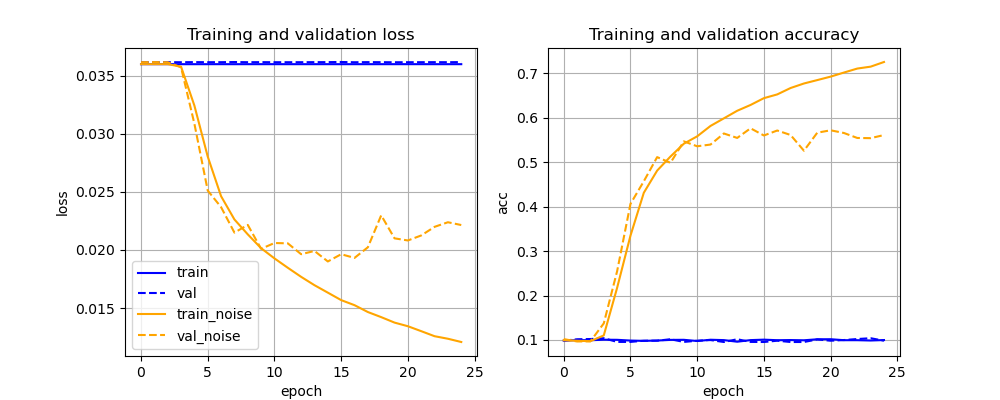 Training and validation loss
0.035
0.030
0.025
0.020
0.015
loss
train
val
train_noise
val_noise
0 5 10 15 20 25
epoch
Training and validation accuracy
0.7
0.6
0.5
0.4
0.3
0.2
0.1
acc
0 5 10 15 20 25
epoch